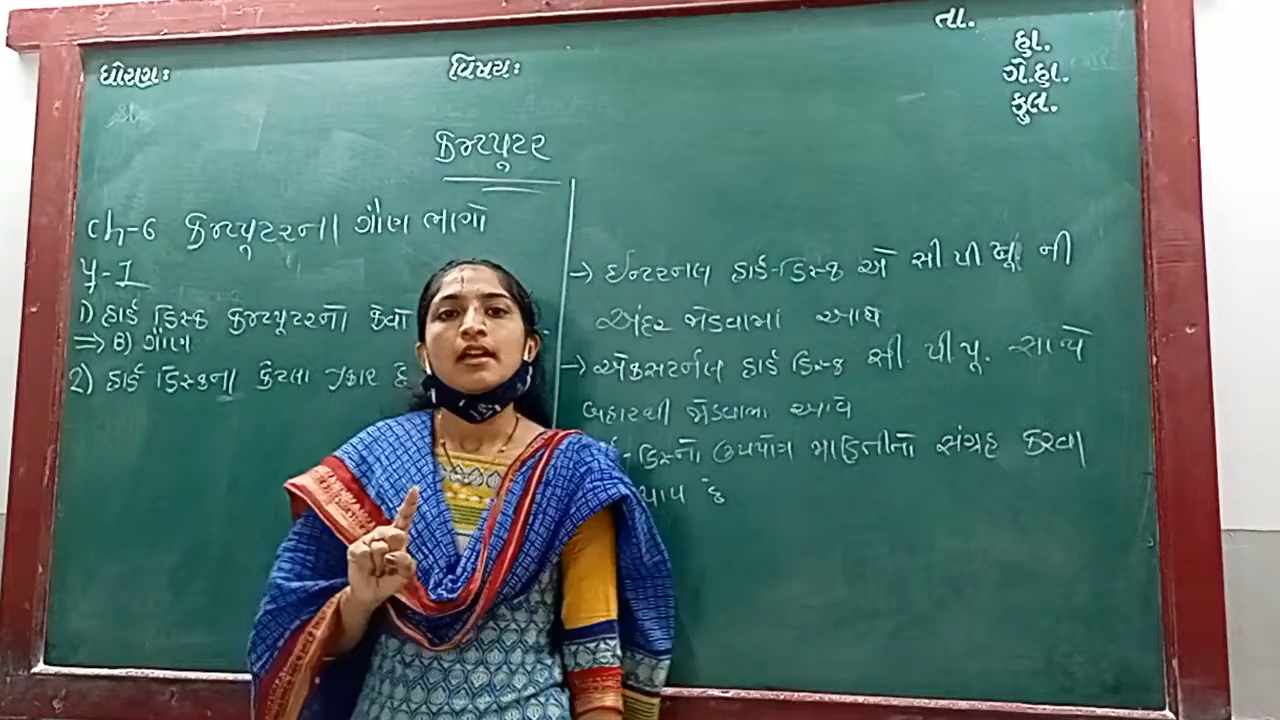 તા.
ધોરણઃ વિષયઃ હા.
ગે.હા.
કુલ.
કમ્પ્યૂટર
ch-6 કમ્પ્યૂટરના ગૌણ ભાગો
પ્ર-1
1) હાર્ડ ડિસ્ક કમ્પ્યૂટરનો કેવો
⇒ B) ગૌણ
2) હાર્ડ ડિસ્કના કેટલા પ્રકાર છે
→ ઈન્ટરનલ હાર્ડ-ડિસ્ક એ સી પી યૂ ની
અંદર જોડવામાં આવે
→ એક્સટર્નલ હાર્ડ ડિસ્ક સી પી યૂ. સાથે
બહારથી જોડવામાં આવે
ર્ડ-ડિસ્કનો ઉપયોગ માહિતીનો સંગ્રહ કરવા
થાય છે